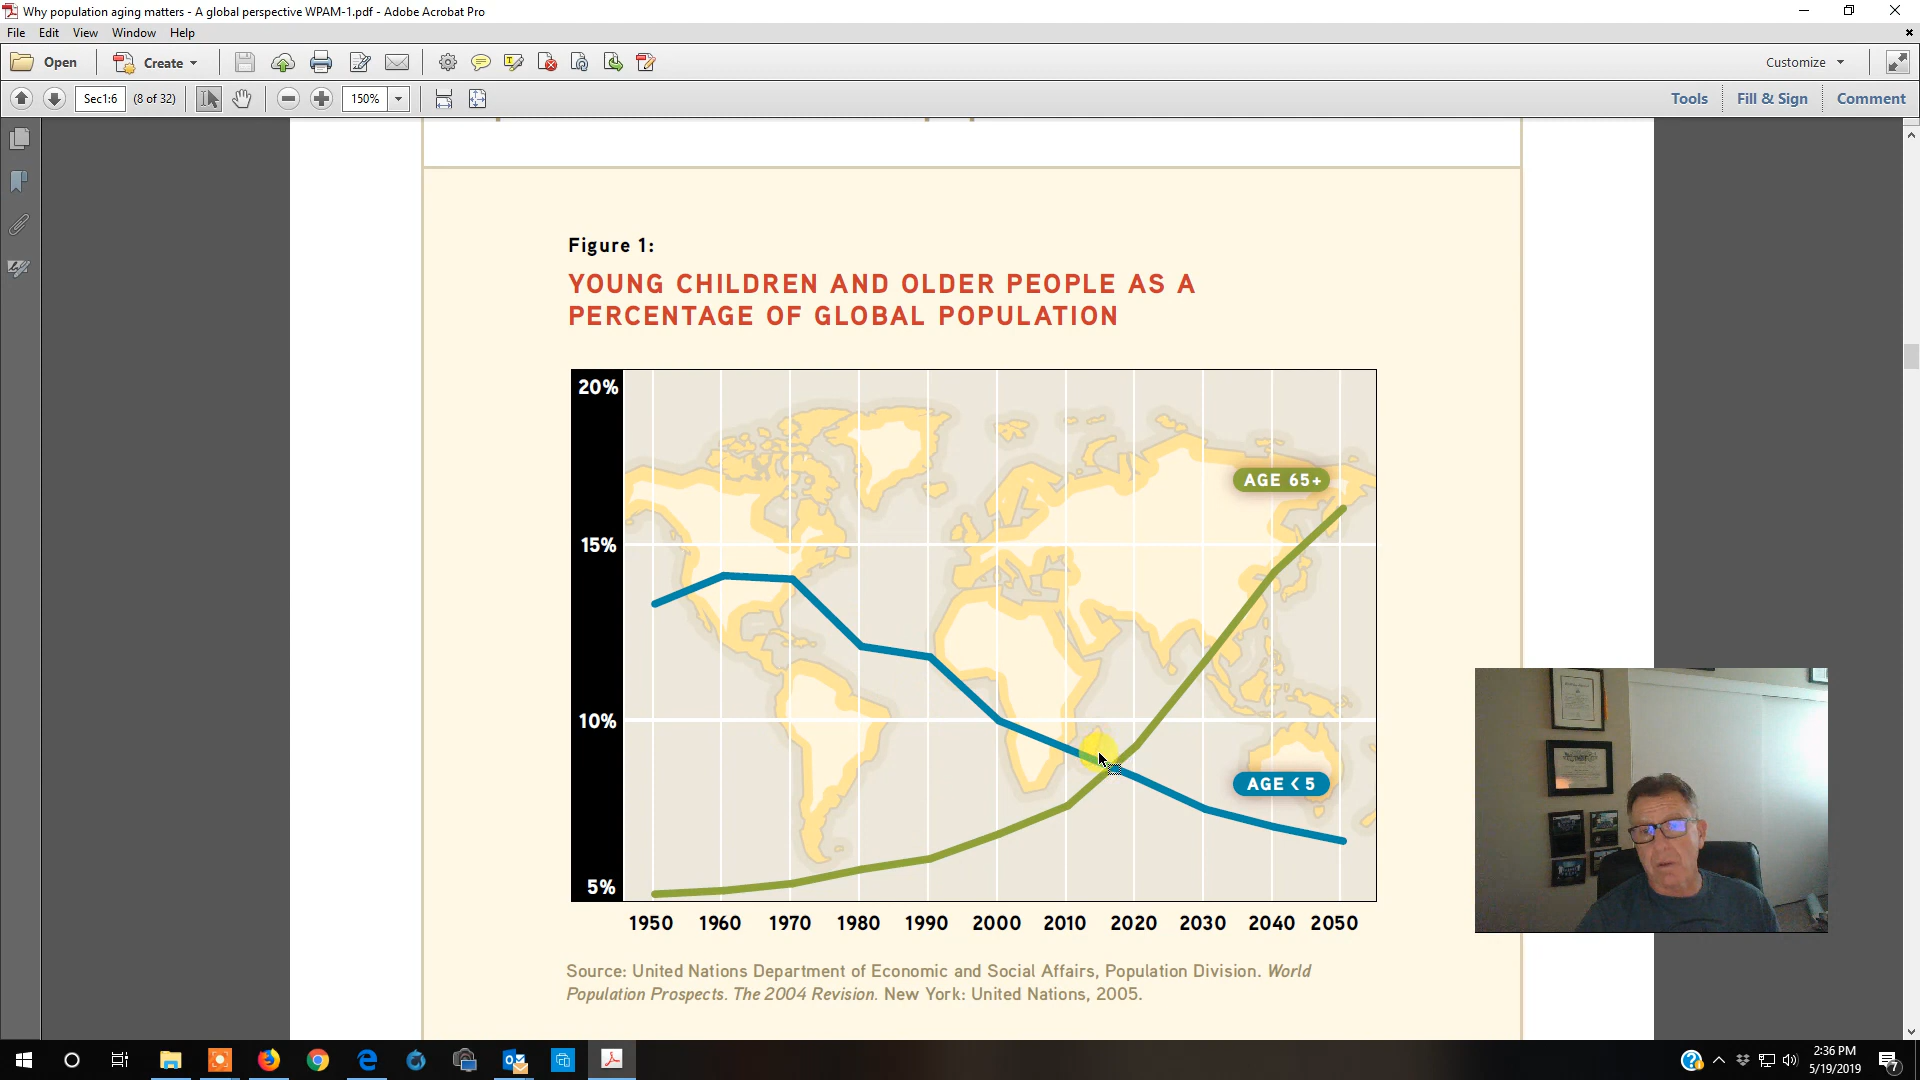 Why population aging matters - A global perspective WPAM-1.pdf - Adobe Acrobat Pro
File Edit View Window Help
Open Create Customize
Sec1:6 (8 of 32) 150% Tools Fill & Sign Comment
Figure 1:
YOUNG CHILDREN AND OLDER PEOPLE AS A
PERCENTAGE OF GLOBAL POPULATION
20%
AGE 65+
15%
10%
AGE < 5
5%
1950 1960 1970 1980 1990 2000 2010 2020 2030 2040 2050
Source: United Nations Department of Economic and Social Affairs, Population Division. World
Population Prospects. The 2004 Revision. New York: United Nations, 2005.
2:36 PM
5/19/2019
7